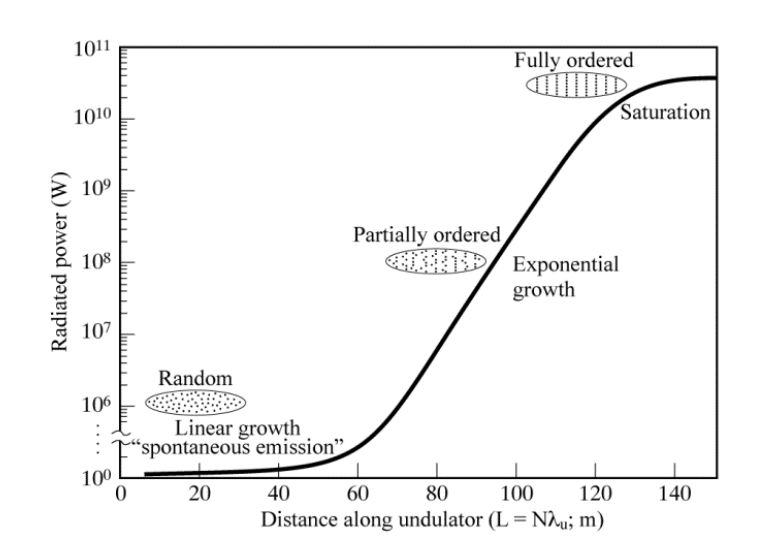 10¹¹
10¹⁰
10⁹
10⁸
10⁷
10⁶
10⁰
Radiated power (W)
Fully ordered
Saturation
Partially ordered
Exponential
growth
Random
Linear growth
“spontaneous emission”
0 20 40 60 80 100 120 140
Distance along undulator (L = Nλᵤ; m)